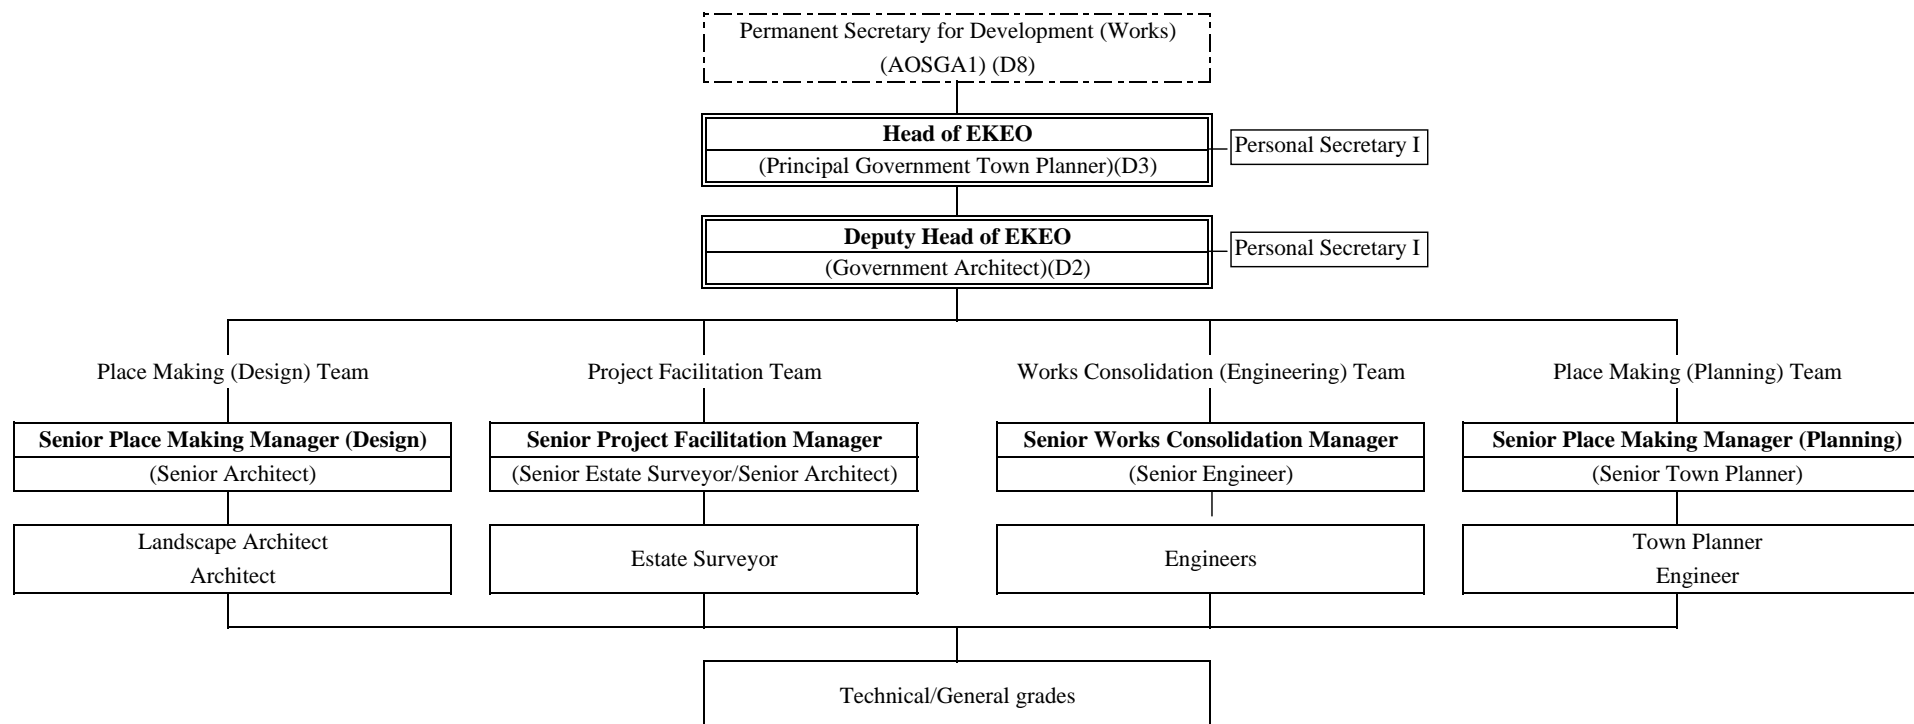 Permanent Secretary for Development (Works)
(AOSGA1) (D8)
Head of EKEO
(Principal Government Town Planner)(D3)
Personal Secretary I
Deputy Head of EKEO
(Government Architect)(D2)
Personal Secretary I
Place Making (Design) Team
Project Facilitation Team
Works Consolidation (Engineering) Team
Place Making (Planning) Team
Senior Place Making Manager (Design)
(Senior Architect)
Senior Project Facilitation Manager
(Senior Estate Surveyor/Senior Architect)
Senior Works Consolidation Manager
(Senior Engineer)
Senior Place Making Manager (Planning)
(Senior Town Planner)
Landscape Architect
Architect
Estate Surveyor
Engineers
Town Planner
Engineer
Technical/General grades